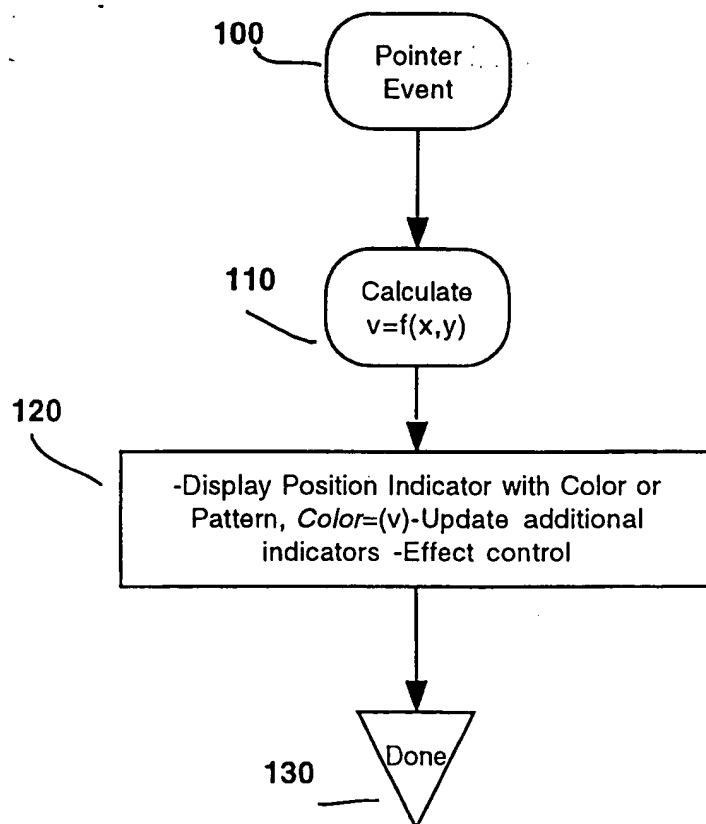 100
Pointer
Event
110
Calculate
v=f(x,y)
120
-Display Position Indicator with Color or
Pattern, Color=(v)-Update additional
indicators -Effect control
Done
130